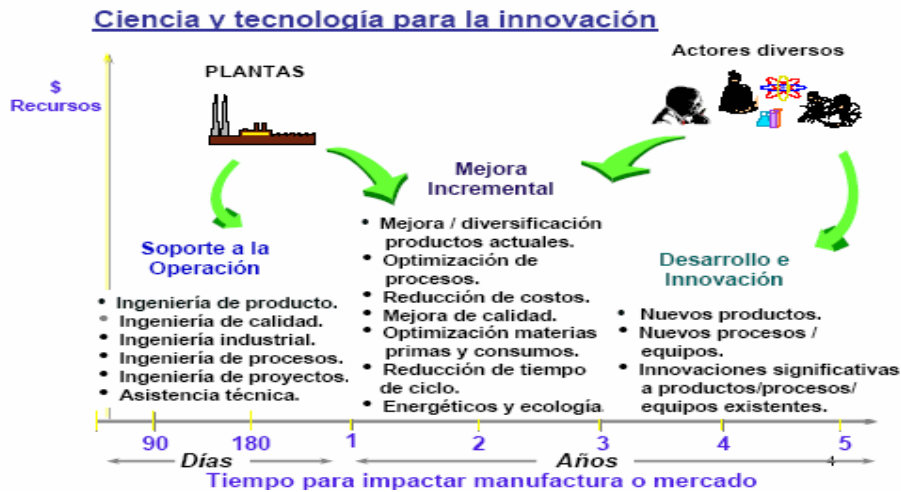 Ciencia y tecnología para la innovación
$
Recursos
PLANTAS
Actores diversos
Soporte a la
Operación
• Ingeniería de producto.
• Ingeniería de calidad.
• Ingeniería industrial.
• Ingeniería de procesos.
• Ingeniería de proyectos.
• Asistencia técnica.
Mejora
Incremental
• Mejora / diversificación
productos actuales.
• Optimización de
procesos.
• Reducción de costos.
• Mejora de calidad.
• Optimización materias
primas y consumos.
• Reducción de tiempo
de ciclo.
• Energéticos y ecología.
Desarrollo e
Innovación
• Nuevos productos.
• Nuevos procesos /
equipos.
• Innovaciones significativas
a productos/procesos/
equipos existentes.
90 180 1 2 3 4 5
Días Años 4
Tiempo para impactar manufactura o mercado